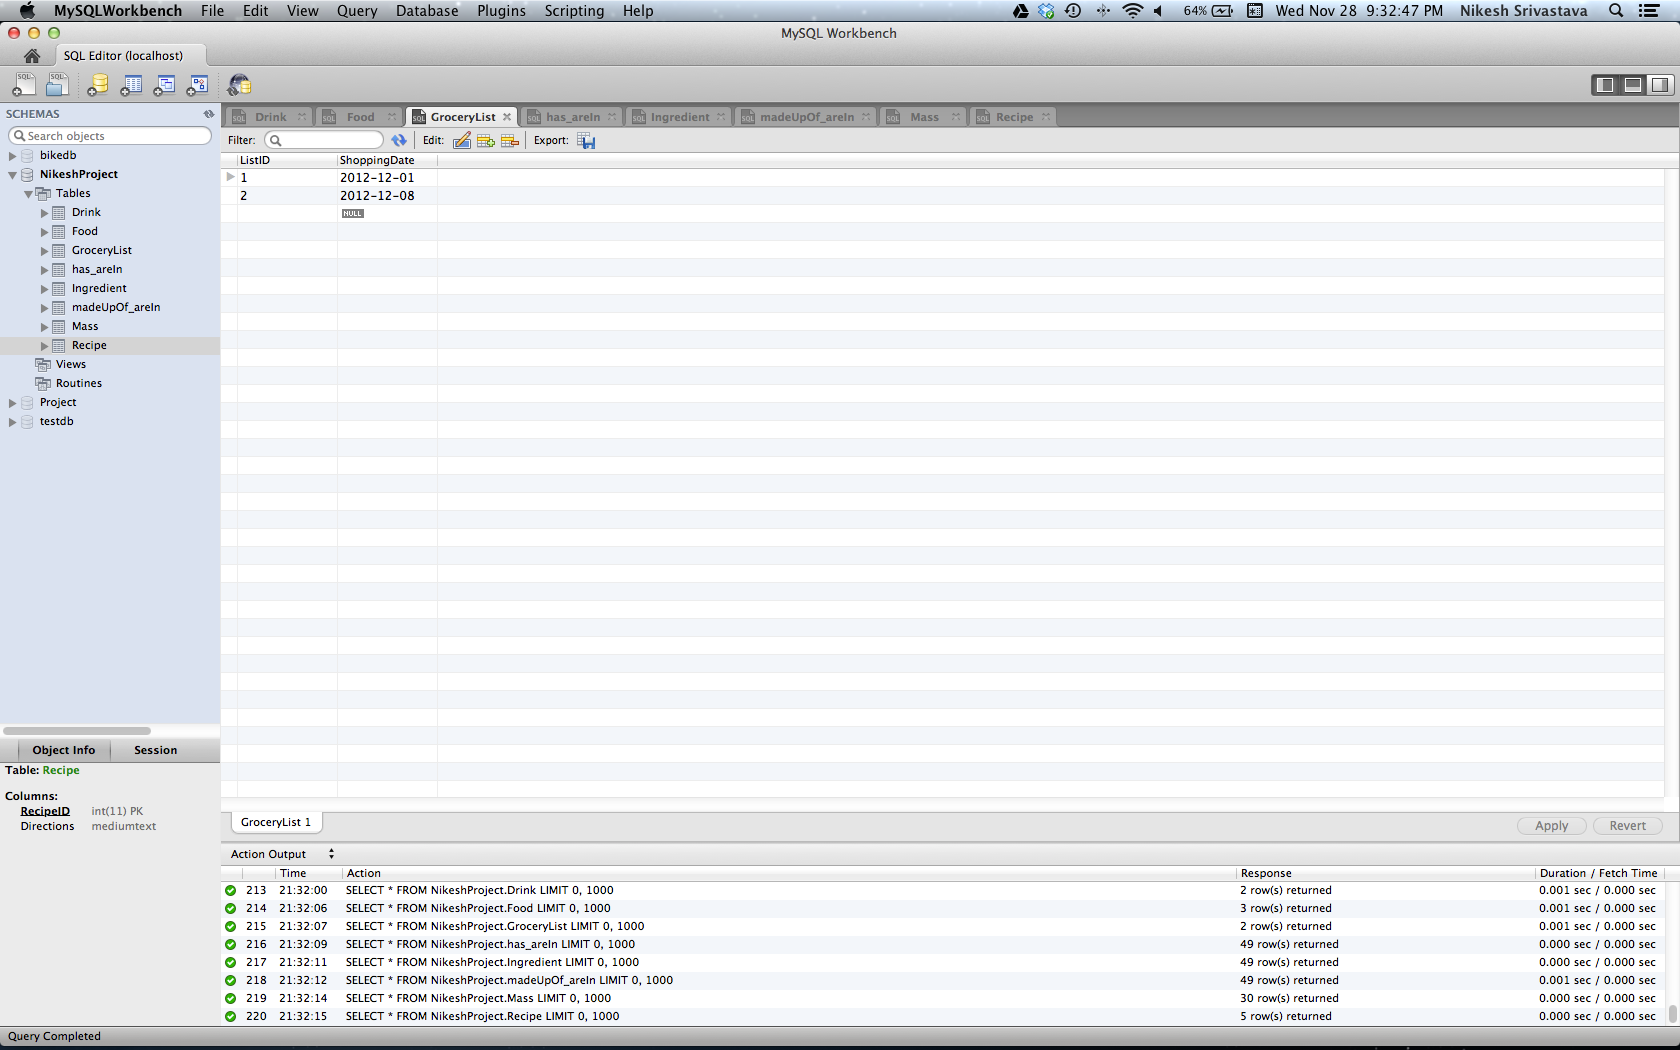 MySQLWorkbench File Edit View Query Database Plugins Scripting Help 64% Wed Nov 28 9:32:47 PM Nikesh Srivastava
MySQL Workbench
SQL Editor (localhost)
SCHEMAS
Search objects
bikedb
NikeshProject
Tables
Drink
Food
GroceryList
has_areIn
Ingredient
madeUpOf_areIn
Mass
Recipe
Views
Routines
Project
testdb
Object Info Session
Table: Recipe
Columns:
RecipeID int(11) PK
Directions mediumtext
Drink Food GroceryList has_areIn Ingredient madeUpOf_areIn Mass Recipe
Filter: Edit: Export:
ListID ShoppingDate
1 2012-12-01
2 2012-12-08
NULL
GroceryList 1
Apply Revert
Action Output
Time Action Response Duration / Fetch Time
213 21:32:00 SELECT * FROM NikeshProject.Drink LIMIT 0, 1000 2 row(s) returned 0.001 sec / 0.000 sec
214 21:32:06 SELECT * FROM NikeshProject.Food LIMIT 0, 1000 3 row(s) returned 0.001 sec / 0.000 sec
215 21:32:07 SELECT * FROM NikeshProject.GroceryList LIMIT 0, 1000 2 row(s) returned 0.001 sec / 0.000 sec
216 21:32:09 SELECT * FROM NikeshProject.has_areIn LIMIT 0, 1000 49 row(s) returned 0.000 sec / 0.000 sec
217 21:32:11 SELECT * FROM NikeshProject.Ingredient LIMIT 0, 1000 49 row(s) returned 0.000 sec / 0.000 sec
218 21:32:12 SELECT * FROM NikeshProject.madeUpOf_areIn LIMIT 0, 1000 49 row(s) returned 0.001 sec / 0.000 sec
219 21:32:14 SELECT * FROM NikeshProject.Mass LIMIT 0, 1000 30 row(s) returned 0.000 sec / 0.000 sec
220 21:32:15 SELECT * FROM NikeshProject.Recipe LIMIT 0, 1000 5 row(s) returned 0.000 sec / 0.000 sec
Query Completed